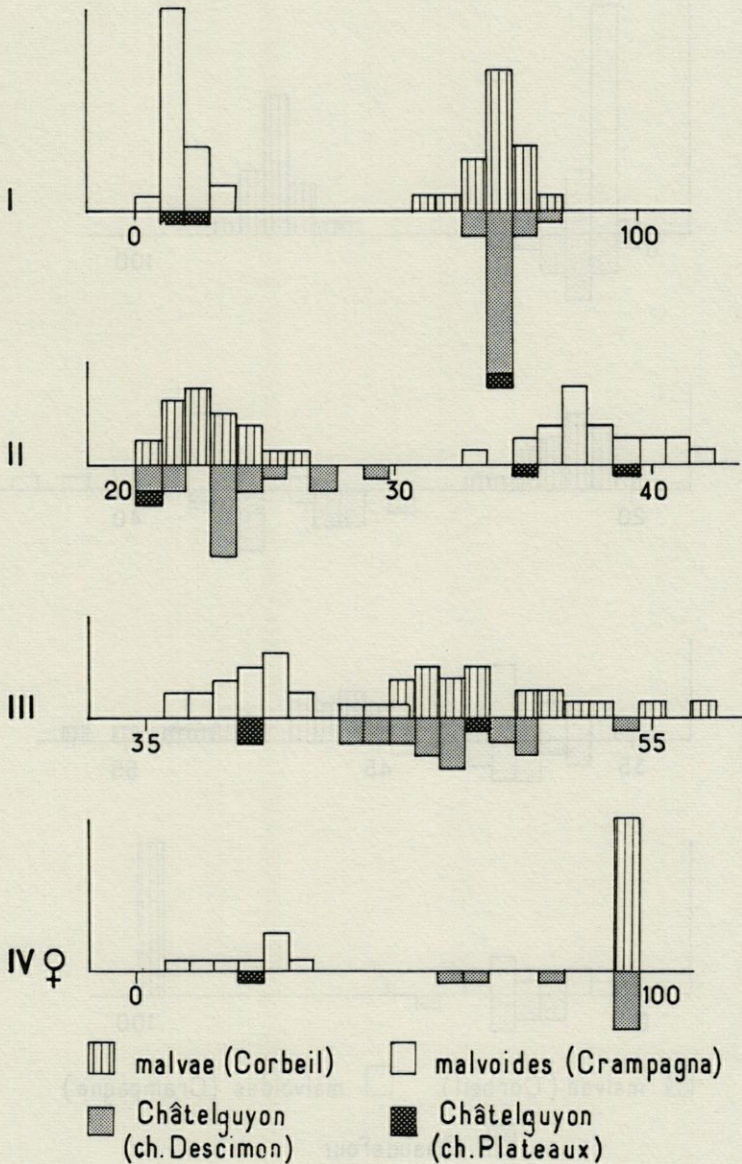 I
0 100
II
20 30 40
III
35 55
IV ♀
0 100
malvae (Corbeil) malvoides (Crampagna)
Châtelguyon Châtelguyon
(ch. Descimon) (ch. Plateaux)